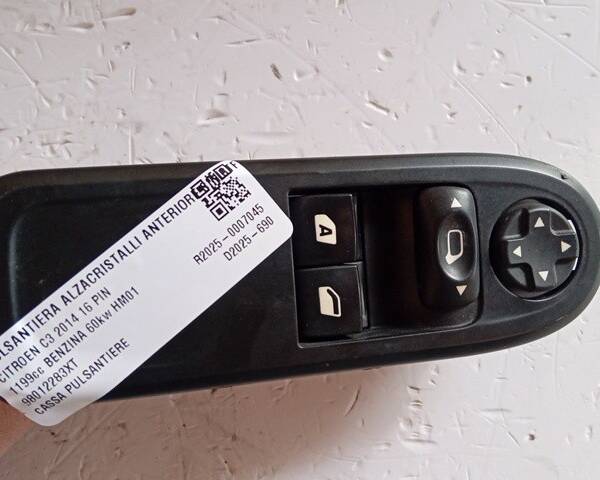 PULSANTIERA ALZACRISTALLI ANTERIOR
CITROEN C3 2014 16 PIN
1199cc BENZINA 60kw HM01
98012283XT
CASSA PULSANTIERE
R2025-0007045
D2025-690
A